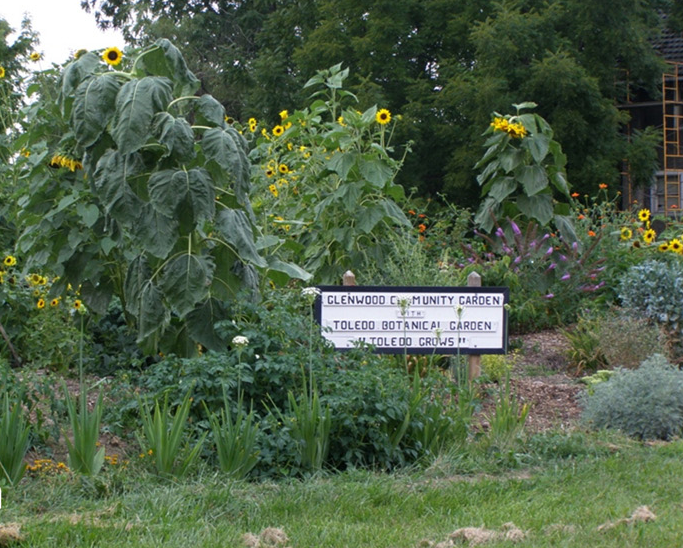 GLENWOOD COMMUNITY GARDEN
WITH
TOLEDO BOTANICAL GARDEN
"TOLEDO GROWS".